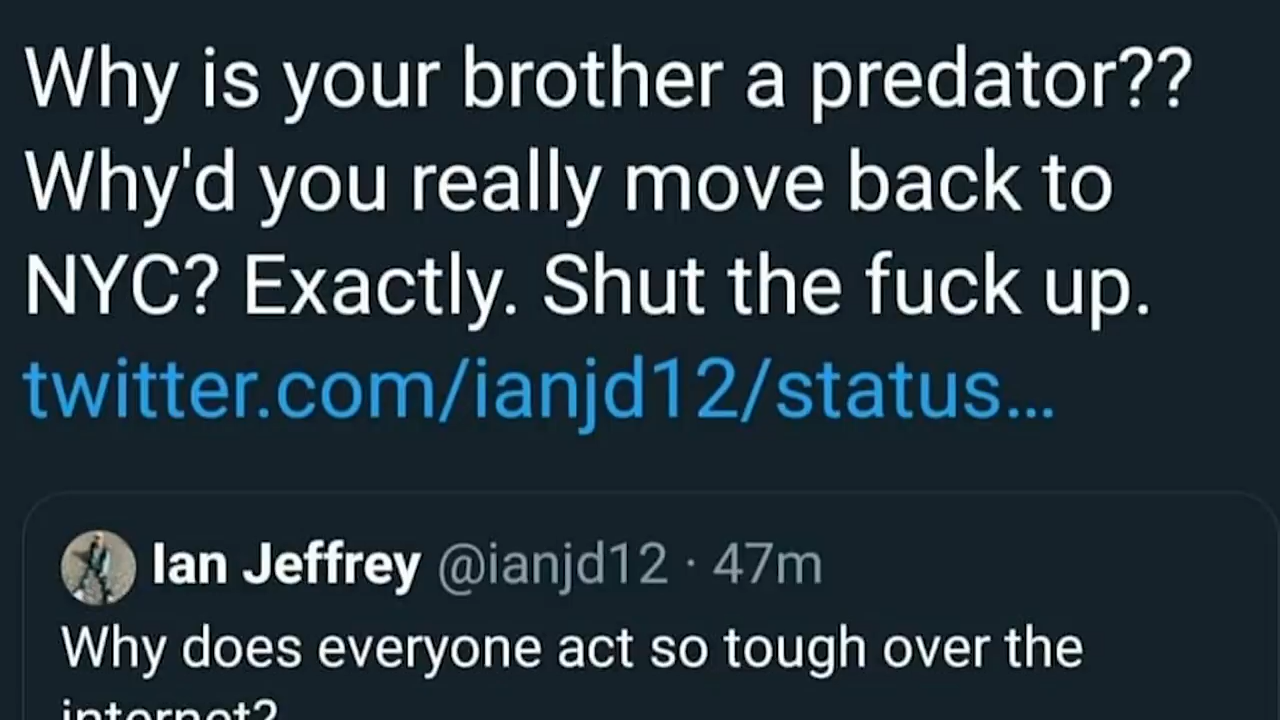 Why is your brother a predator??
Why'd you really move back to
NYC? Exactly. Shut the fuck up.
twitter.com/ianjd12/status...
Ian Jeffrey @ianjd12 · 47m
Why does everyone act so tough over the
internet?